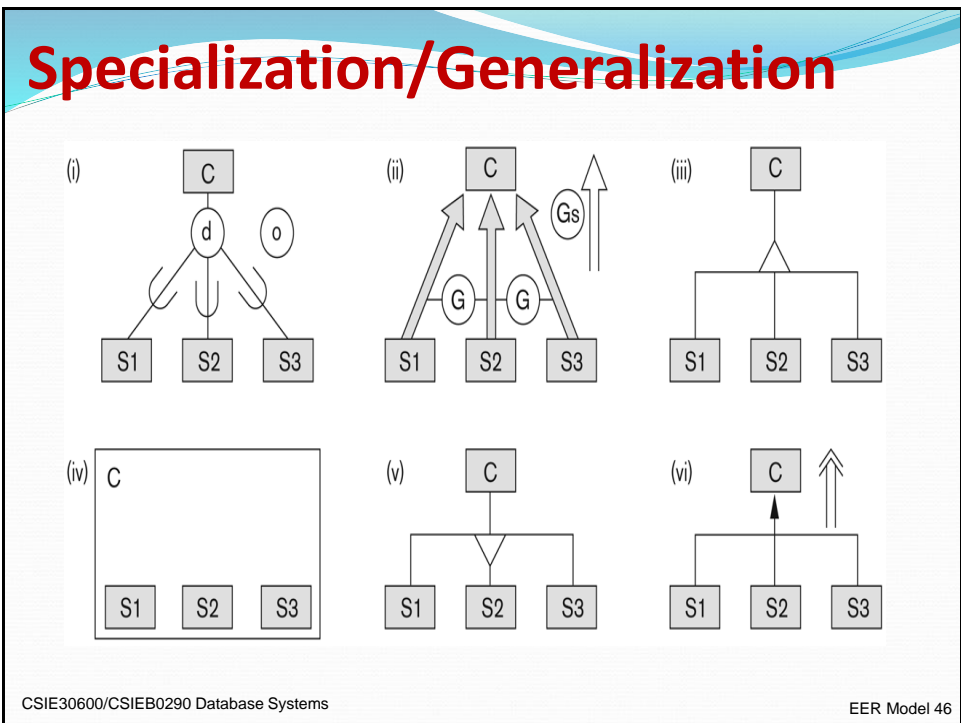 Specialization/Generalization
(i) C (ii) C Gs (iii) C
d o
G G
S1 S2 S3 S1 S2 S3 S1 S2 S3
(iv) C (v) C (vi) C
S1 S2 S3 S1 S2 S3 S1 S2 S3
CSIE30600/CSIEB0290 Database Systems EER Model 46